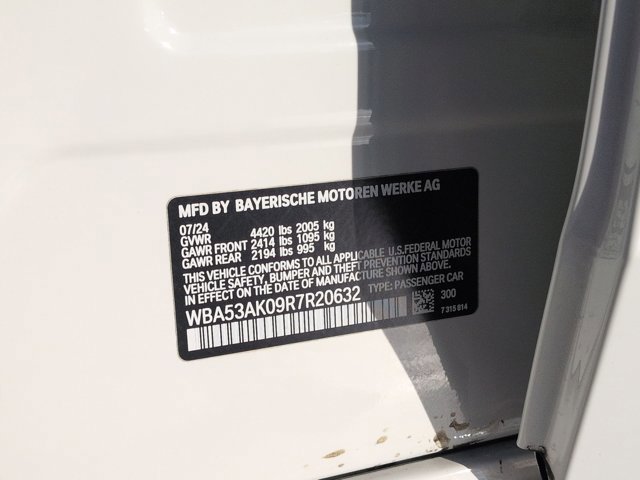 MFD BY BAYERISCHE MOTOREN WERKE AG
07/24
GVWR 4420 lbs 2005 kg
GAWR FRONT 2414 lbs 1095 kg
GAWR REAR 2194 lbs 995 kg
THIS VEHICLE CONFORMS TO ALL APPLICABLE U.S.FEDERAL MOTOR
VEHICLE SAFETY, BUMPER AND THEFT PREVENTION STANDARDS
IN EFFECT ON THE DATE OF MANUFACTURE SHOWN ABOVE.
WBA53AK09R7R20632 TYPE: PASSENGER CAR
300
7 315 614